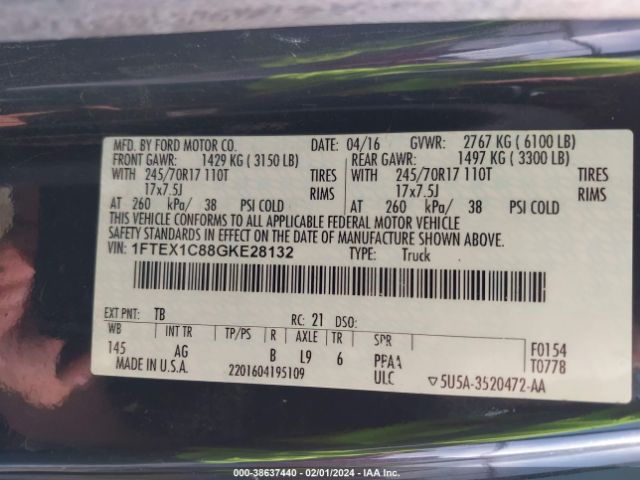 MFD. BY FORD MOTOR CO. DATE: 04/16 GVWR: 2767 KG ( 6100 LB)
FRONT GAWR: 1429 KG ( 3150 LB) REAR GAWR: 1497 KG ( 3300 LB)
WITH 245/70R17 110T TIRES WITH 245/70R17 110T TIRES
17x7.5J RIMS 17x7.5J RIMS
AT 260 kPa/ 38 PSI COLD AT 260 kPa/ 38 PSI COLD
THIS VEHICLE CONFORMS TO ALL APPLICABLE FEDERAL MOTOR VEHICLE
SAFETY STANDARDS IN EFFECT ON THE DATE OF MANUFACTURE SHOWN ABOVE.
VIN: 1FTEX1C88GKE28132 TYPE: Truck
EXT PNT: TB RC: 21 DSO:
WB INT TR TP/PS R AXLE TR SPR F0154
145 AG B L9 6 PFAA T0778
MADE IN U.S.A. 2201604195109 ULC ▽5U5A-3520472-AA
000-38637440 - 02/01/2024 - IAA Inc.